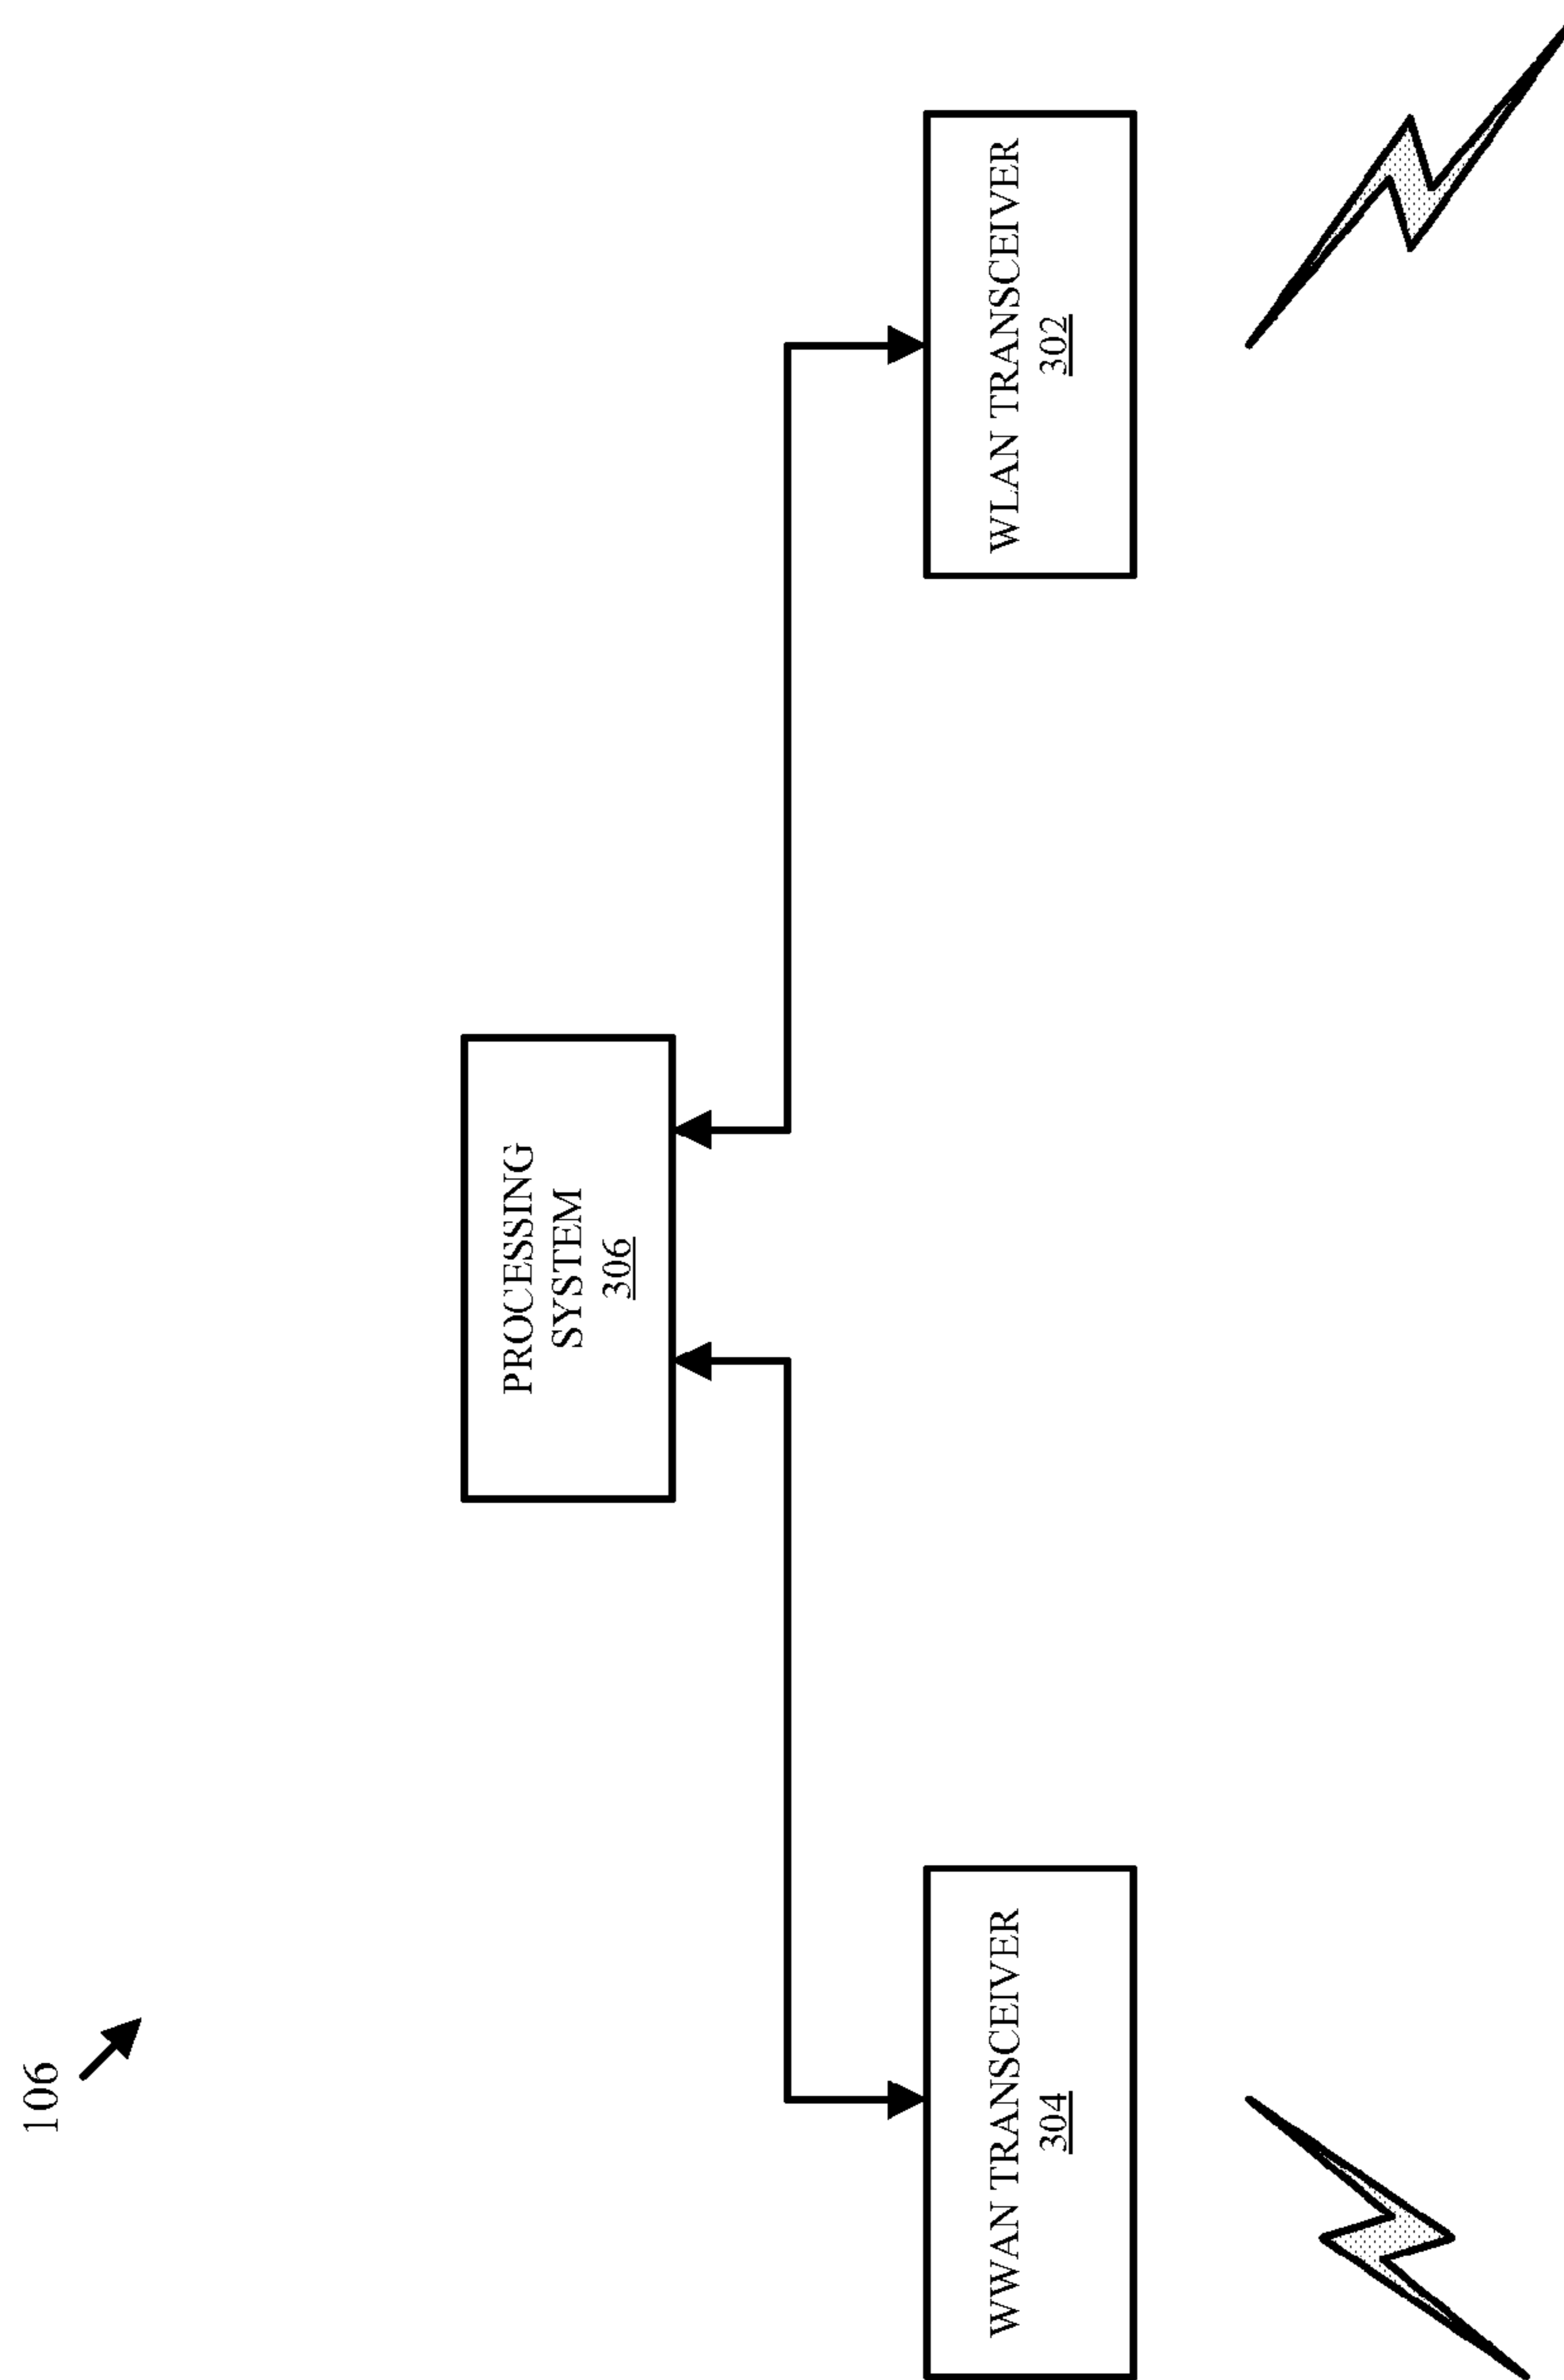 106
PROCESSING
SYSTEM
306
WWAN TRANSCEIVER
304
WLAN TRANSCEIVER
302